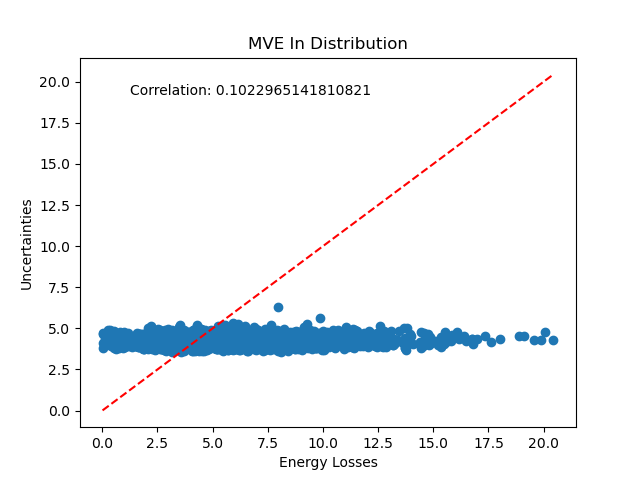 MVE In Distribution
Correlation: 0.1022965141810821
20.0
17.5
15.0
12.5
10.0
7.5
5.0
2.5
0.0
Uncertainties
0.0 2.5 5.0 7.5 10.0 12.5 15.0 17.5 20.0
Energy Losses